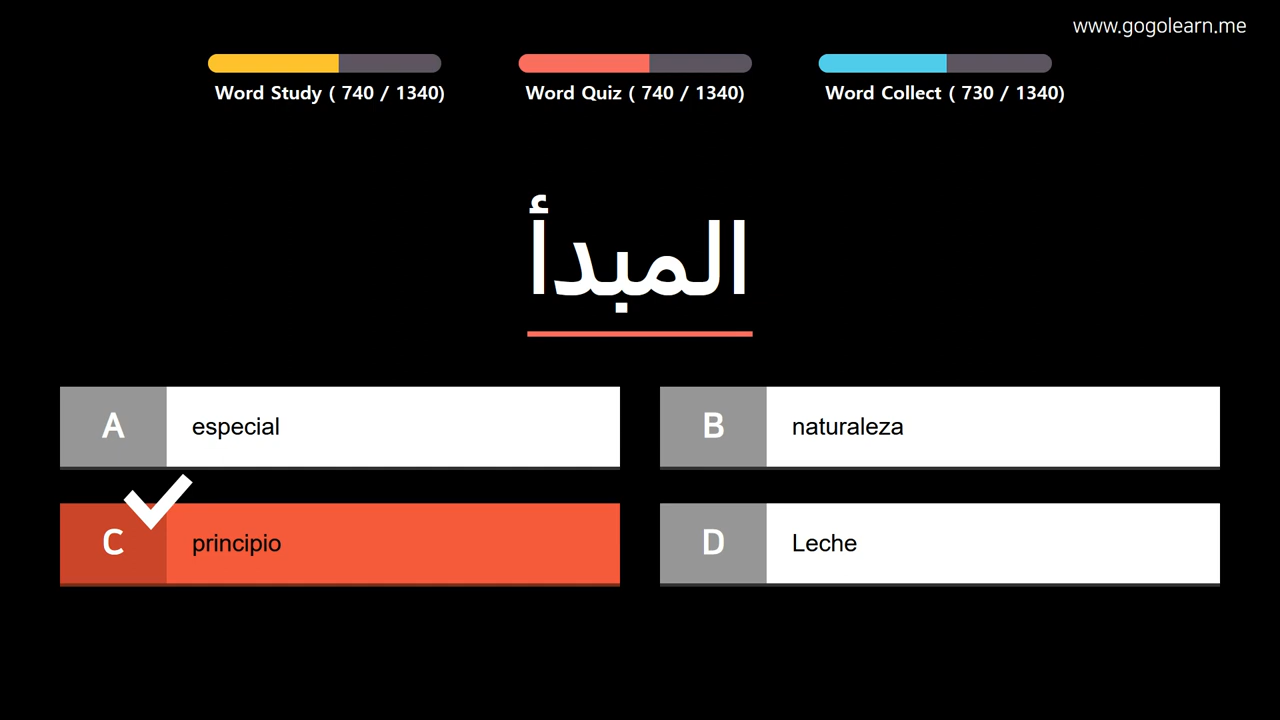 www.gogolearn.me
Word Study ( 740 / 1340)
Word Quiz ( 740 / 1340)
Word Collect ( 730 / 1340)
المبدأ
A especial
B naturaleza
C principio
D Leche